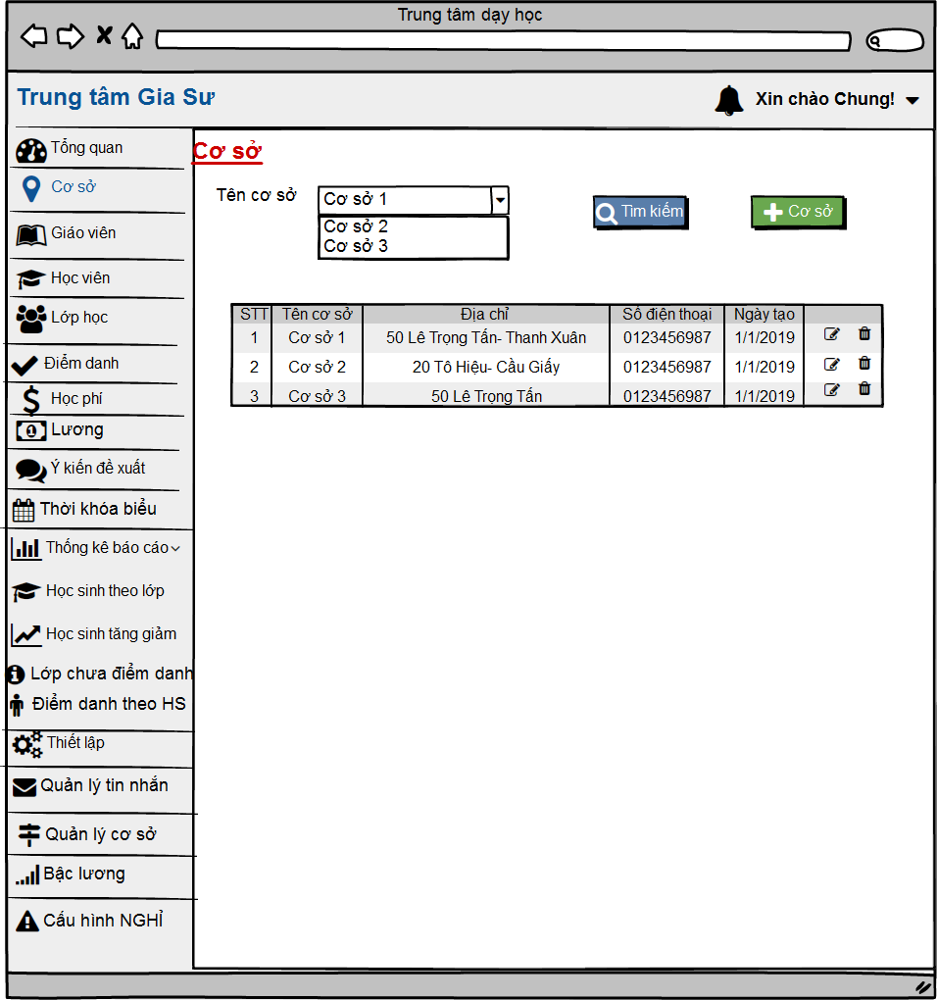 Trung tâm dạy học
Trung tâm Gia Sư
Xin chào Chung!
Tổng quan
Cơ sở
Giáo viên
Học viên
Lớp học
Điểm danh
Học phí
Lương
Ý kiến đề xuất
Thời khóa biểu
Thống kê báo cáo
Học sinh theo lớp
Học sinh tăng giảm
Lớp chưa điểm danh
Điểm danh theo HS
Thiết lập
Quản lý tin nhắn
Quản lý cơ sở
Bậc lương
Cấu hình NGHỈ
Cơ sở
Tên cơ sở
Cơ sở 1
Cơ sở 2
Cơ sở 3
Tìm kiếm
Cơ sở
STT Tên cơ sở Địa chỉ Số điện thoại Ngày tạo
1 Cơ sở 1 50 Lê Trọng Tấn- Thanh Xuân 0123456987 1/1/2019
2 Cơ sở 2 20 Tô Hiệu- Cầu Giấy 0123456987 1/1/2019
3 Cơ sở 3 50 Lê Trọng Tấn 0123456987 1/1/2019